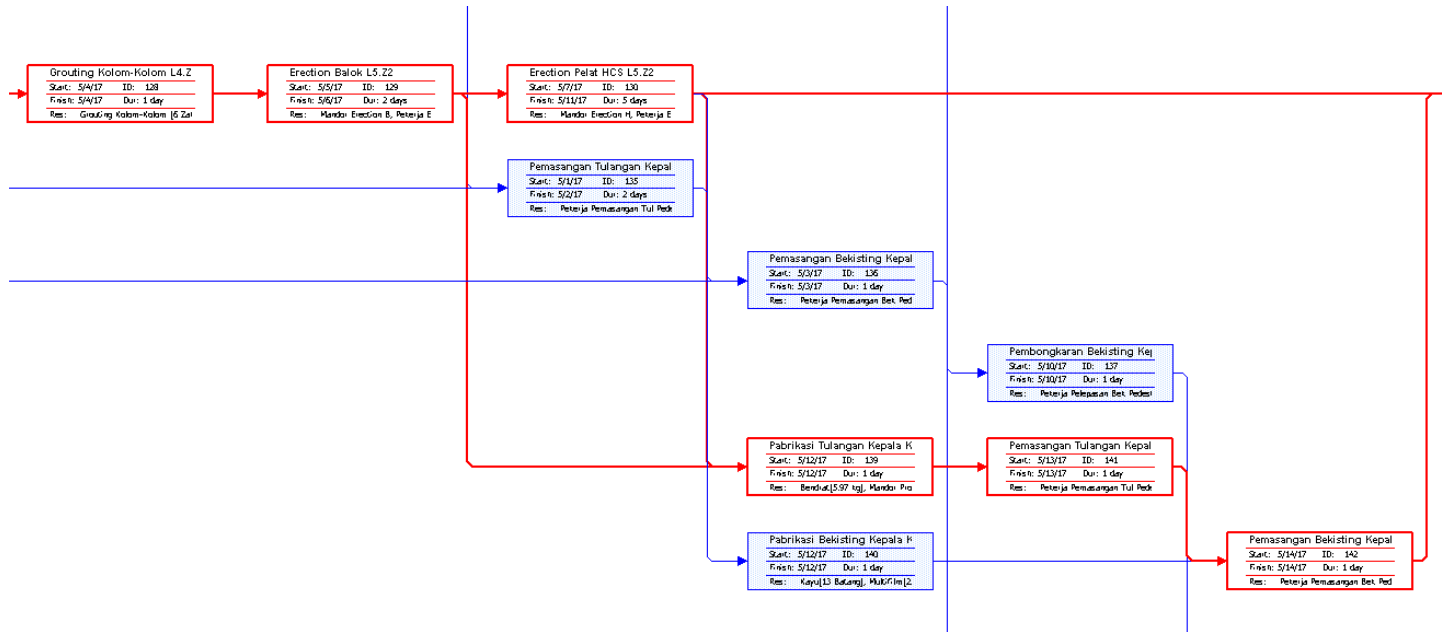 Grouting Kolom-Kolom L4.Z
Start: 5/4/17 ID: 128
Finish: 5/4/17 Dur: 1 day
Res: Grouting Kolom-Kolom [6 Zak
Erection Balok L5.Z2
Start: 5/5/17 ID: 129
Finish: 5/6/17 Dur: 2 days
Res: Mandor Erection B, Pekerja E
Erection Pelat HCS L5.Z2
Start: 5/7/17 ID: 130
Finish: 5/11/17 Dur: 5 days
Res: Mandor Erection H, Pekerja E
Pemasangan Tulangan Kepal
Start: 5/1/17 ID: 135
Finish: 5/2/17 Dur: 2 days
Res: Pekerja Pemasangan Tul Pede
Pemasangan Bekisting Kepal
Start: 5/3/17 ID: 136
Finish: 5/3/17 Dur: 1 day
Res: Pekerja Pemasangan Bek Ped
Pembongkaran Bekisting Kep
Start: 5/10/17 ID: 137
Finish: 5/10/17 Dur: 1 day
Res: Pekerja Pelepasan Bek Pedest
Pabrikasi Tulangan Kepala K
Start: 5/12/17 ID: 139
Finish: 5/12/17 Dur: 1 day
Res: Bendrat[5.97 kg], Mandor Pro
Pemasangan Tulangan Kepal
Start: 5/13/17 ID: 141
Finish: 5/13/17 Dur: 1 day
Res: Pekerja Pemasangan Tul Pede
Pabrikasi Bekisting Kepala K
Start: 5/12/17 ID: 140
Finish: 5/12/17 Dur: 1 day
Res: Kayu[13 Batang], Multifilm[2
Pemasangan Bekisting Kepal
Start: 5/14/17 ID: 142
Finish: 5/14/17 Dur: 1 day
Res: Pekerja Pemasangan Bek Ped